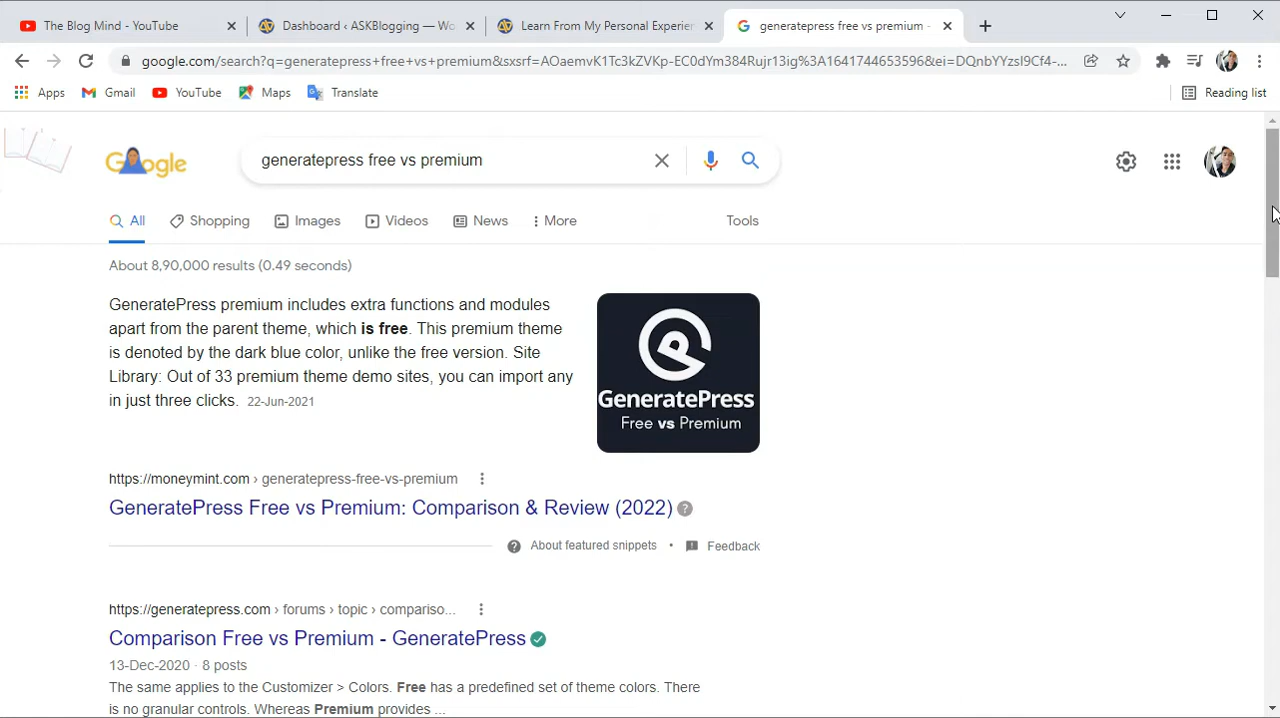 The Blog Mind - YouTube
Dashboard ‹ ASKBlogging — Wo
Learn From My Personal Experien
generatepress free vs premium -
google.com/search?q=generatepress+free+vs+premium&sxsrf=AOaemvK1Tc3kZVKp-EC0dYm384Rujr13ig%3A1641744653596&ei=DQnbYYzsI9Cf4-...
Apps
Gmail
YouTube
Maps
Translate
Reading list
Google
generatepress free vs premium
All
Shopping
Images
Videos
News
More
Tools
About 8,90,000 results (0.49 seconds)
GeneratePress premium includes extra functions and modules
apart from the parent theme, which is free. This premium theme
is denoted by the dark blue color, unlike the free version. Site
Library: Out of 33 premium theme demo sites, you can import any
in just three clicks. 22-Jun-2021
GeneratePress
Free vs Premium
https://moneymint.com › generatepress-free-vs-premium
GeneratePress Free vs Premium: Comparison & Review (2022)
About featured snippets • Feedback
https://generatepress.com › forums › topic › compariso...
Comparison Free vs Premium - GeneratePress
13-Dec-2020 · 8 posts
The same applies to the Customizer > Colors. Free has a predefined set of theme colors. There
is no granular controls. Whereas Premium provides ...